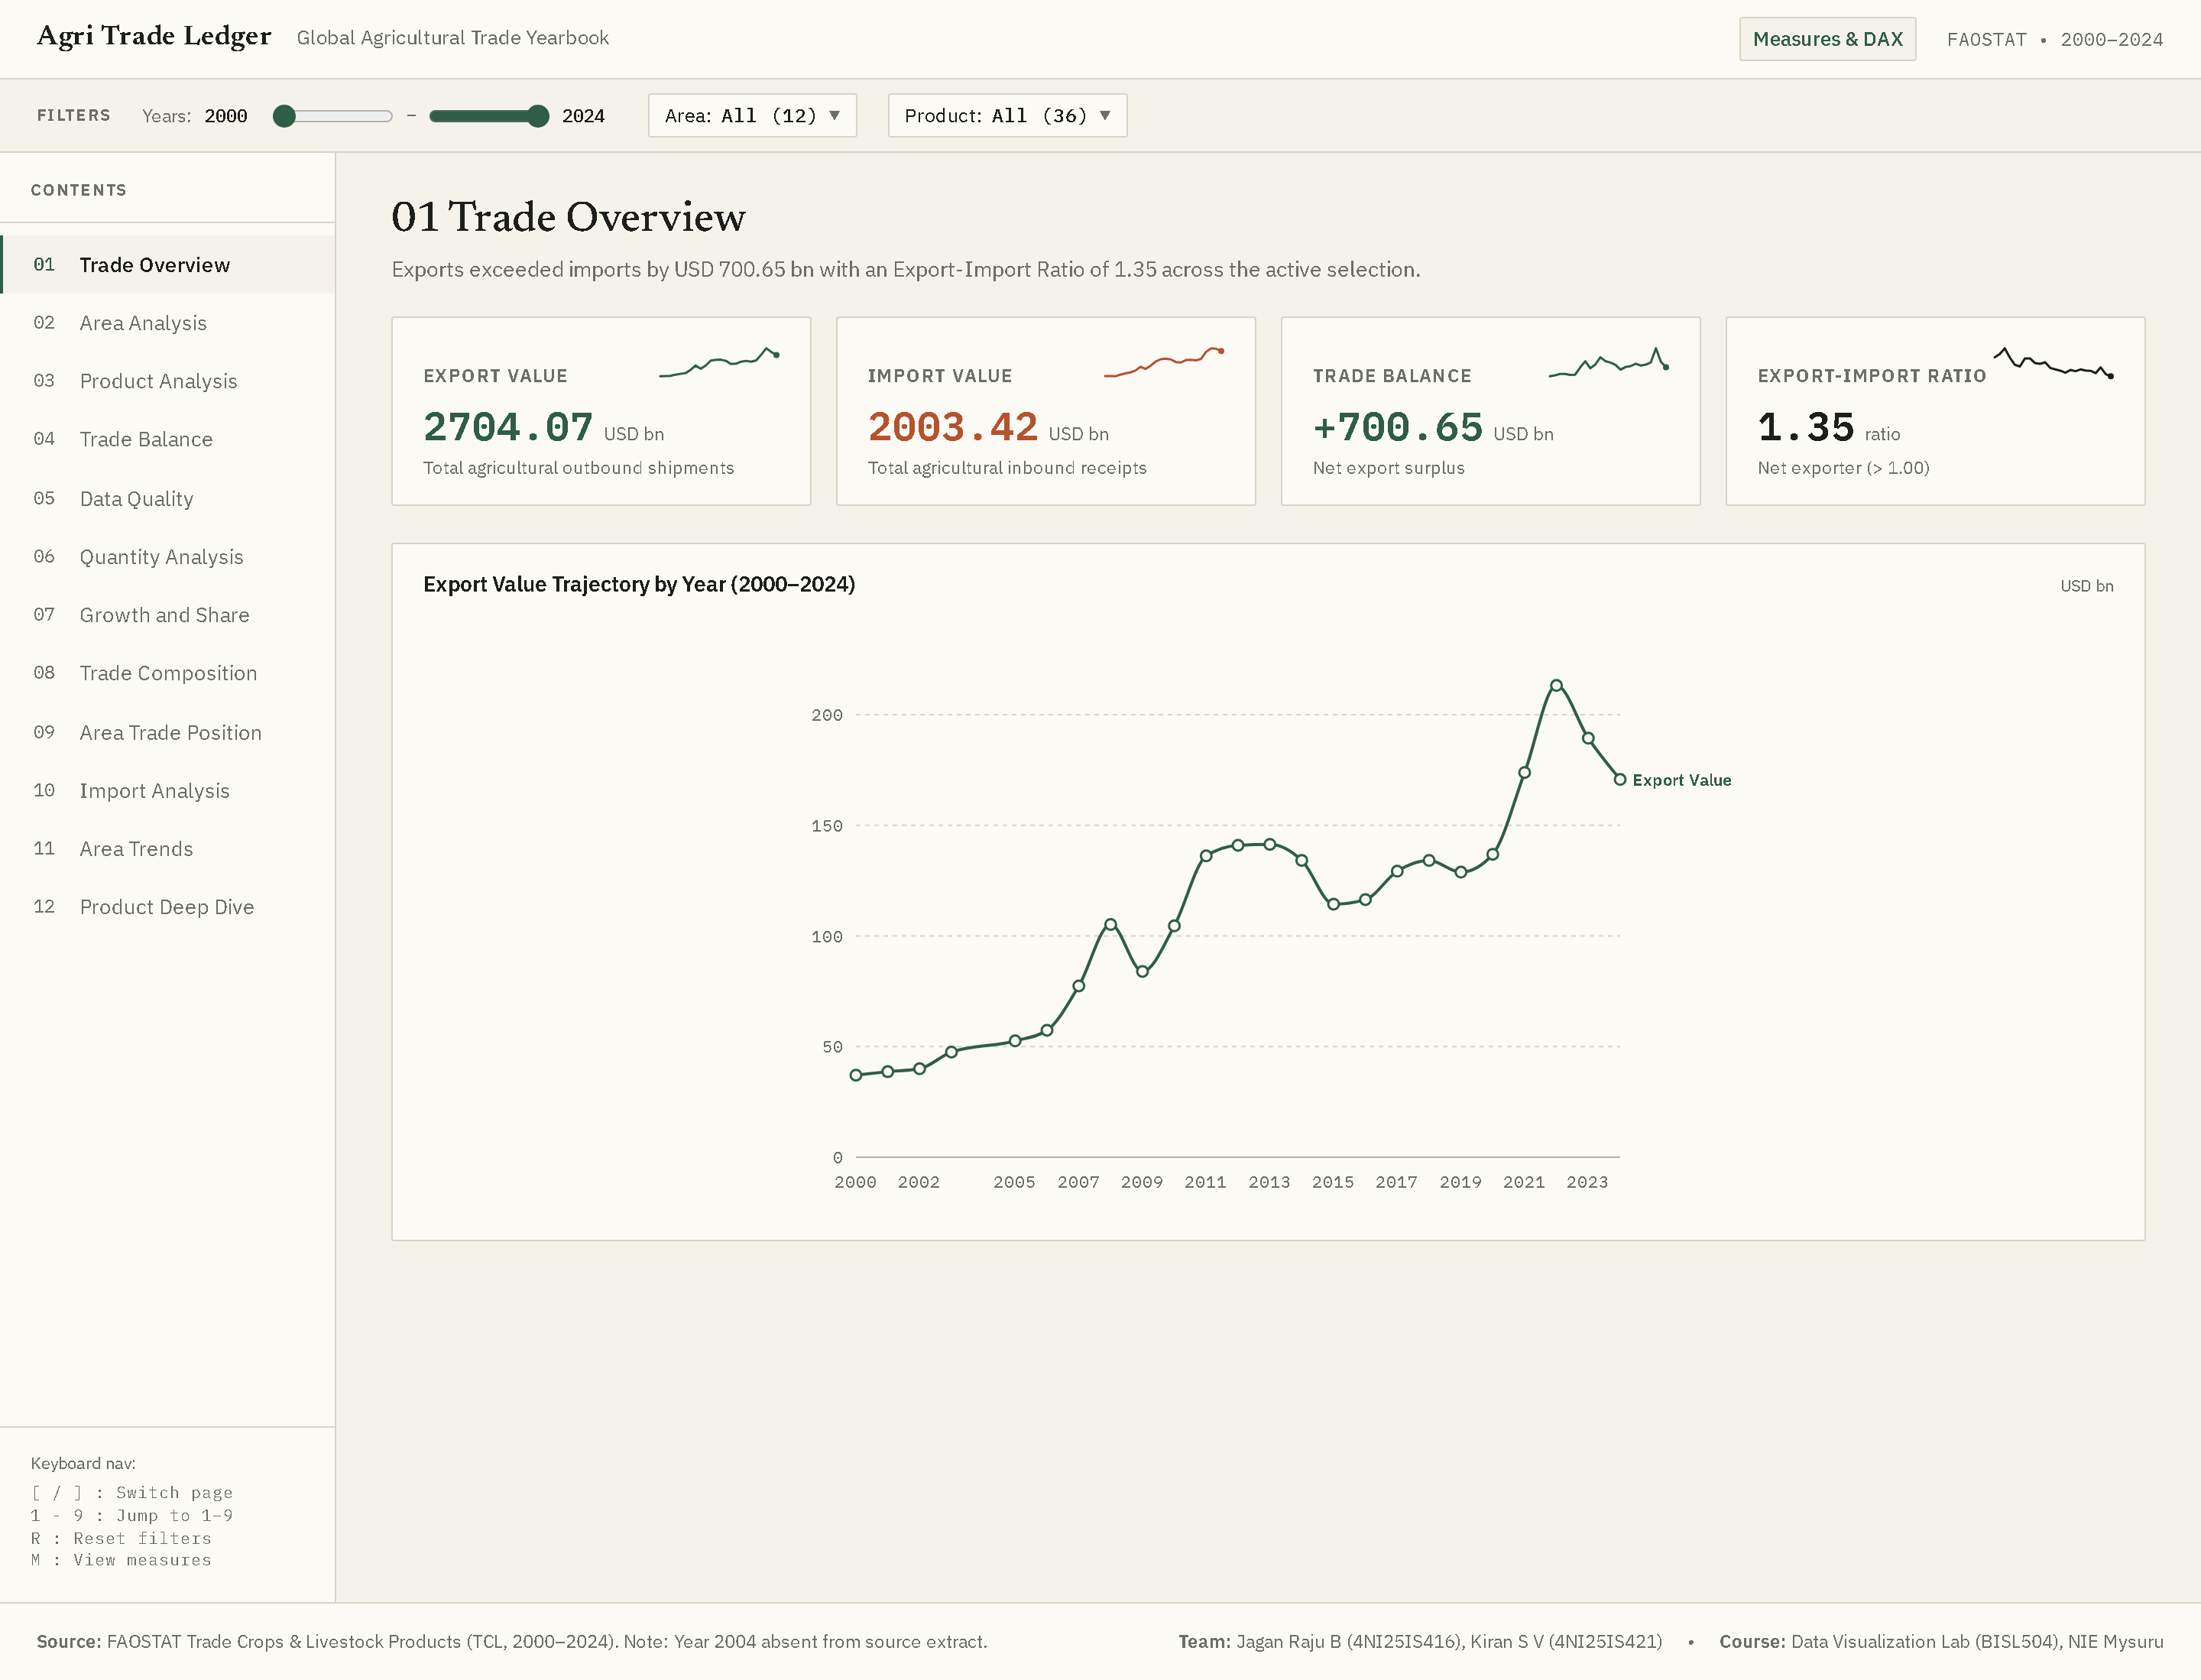 Agri Trade Ledger Global Agricultural Trade Yearbook Measures & DAX FAOSTAT • 2000–2024
FILTERS Years: 2000 – 2024 Area: All (12) ▼ Product: All (36) ▼
CONTENTS
01 Trade Overview
02 Area Analysis
03 Product Analysis
04 Trade Balance
05 Data Quality
06 Quantity Analysis
07 Growth and Share
08 Trade Composition
09 Area Trade Position
10 Import Analysis
11 Area Trends
12 Product Deep Dive
Keyboard nav:
[ / ] : Switch page
1 - 9 : Jump to 1–9
R : Reset filters
M : View measures
01 Trade Overview
Exports exceeded imports by USD 700.65 bn with an Export-Import Ratio of 1.35 across the active selection.
EXPORT VALUE
2704.07 USD bn
Total agricultural outbound shipments
IMPORT VALUE
2003.42 USD bn
Total agricultural inbound receipts
TRADE BALANCE
+700.65 USD bn
Net export surplus
EXPORT-IMPORT RATIO
1.35 ratio
Net exporter (> 1.00)
Export Value Trajectory by Year (2000–2024) USD bn
200
150
100
50
0
Export Value
2000 2002 2005 2007 2009 2011 2013 2015 2017 2019 2021 2023
Source: FAOSTAT Trade Crops & Livestock Products (TCL, 2000–2024). Note: Year 2004 absent from source extract. Team: Jagan Raju B (4NI25IS416), Kiran S V (4NI25IS421) • Course: Data Visualization Lab (BISL504), NIE Mysuru